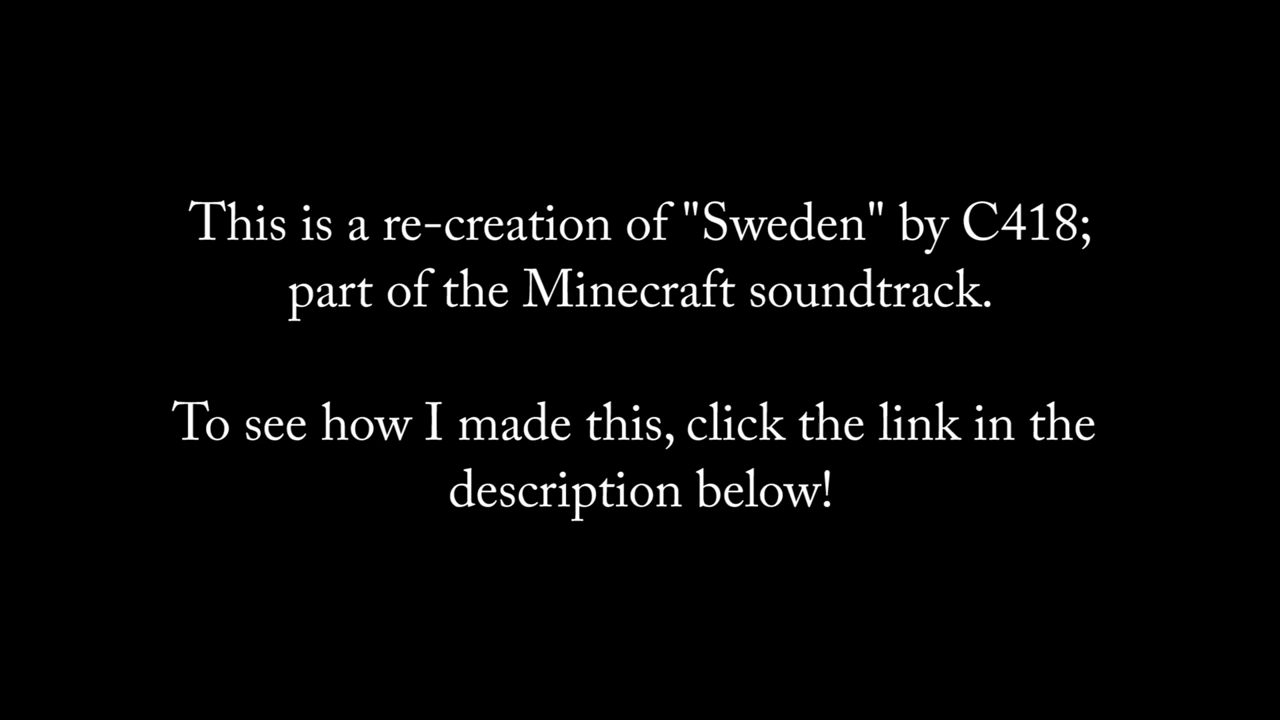 This is a re-creation of "Sweden" by C418;
part of the Minecraft soundtrack.
To see how I made this, click the link in the
description below!